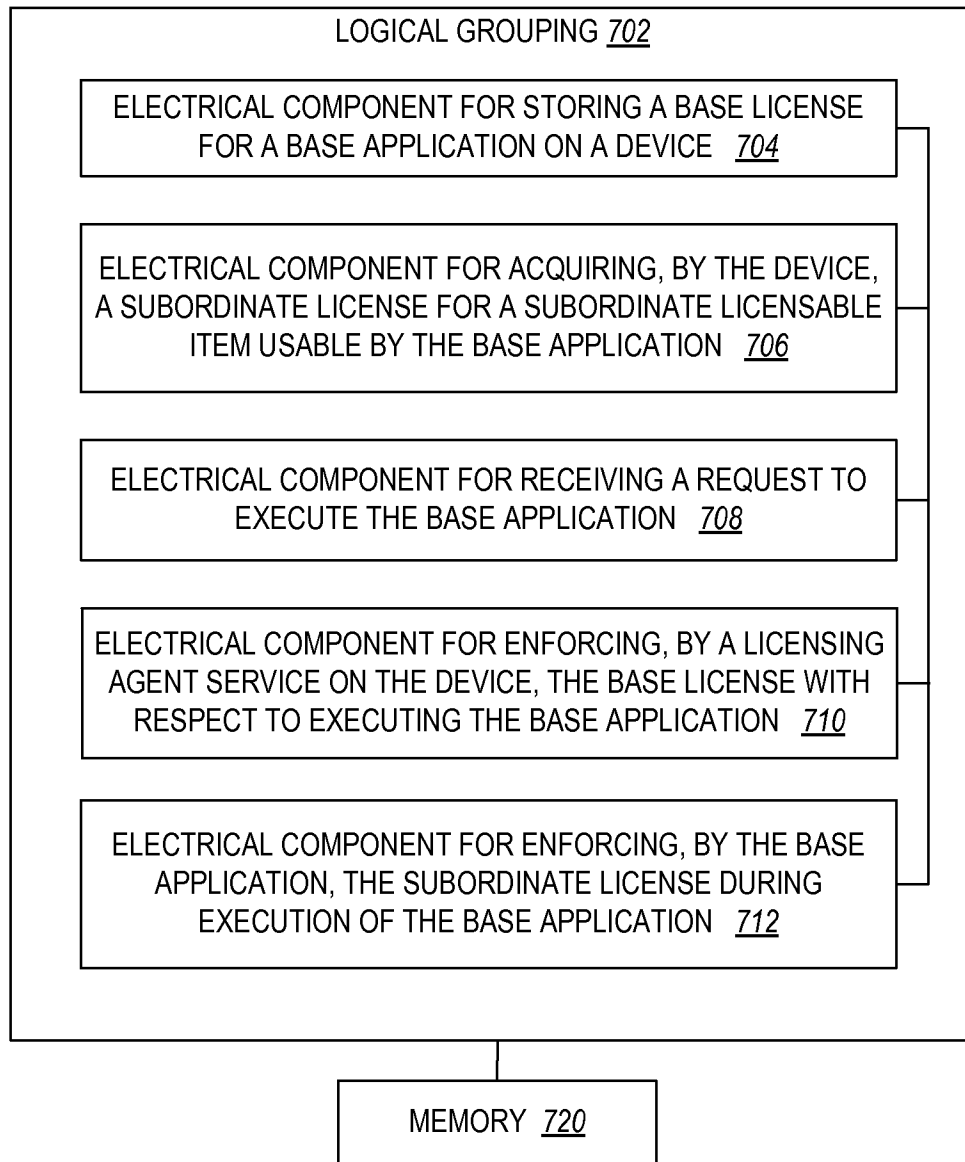 LOGICAL GROUPING 702
ELECTRICAL COMPONENT FOR STORING A BASE LICENSE
FOR A BASE APPLICATION ON A DEVICE 704
ELECTRICAL COMPONENT FOR ACQUIRING, BY THE DEVICE,
A SUBORDINATE LICENSE FOR A SUBORDINATE LICENSABLE
ITEM USABLE BY THE BASE APPLICATION 706
ELECTRICAL COMPONENT FOR RECEIVING A REQUEST TO
EXECUTE THE BASE APPLICATION 708
ELECTRICAL COMPONENT FOR ENFORCING, BY A LICENSING
AGENT SERVICE ON THE DEVICE, THE BASE LICENSE WITH
RESPECT TO EXECUTING THE BASE APPLICATION 710
ELECTRICAL COMPONENT FOR ENFORCING, BY THE BASE
APPLICATION, THE SUBORDINATE LICENSE DURING
EXECUTION OF THE BASE APPLICATION 712
MEMORY 720